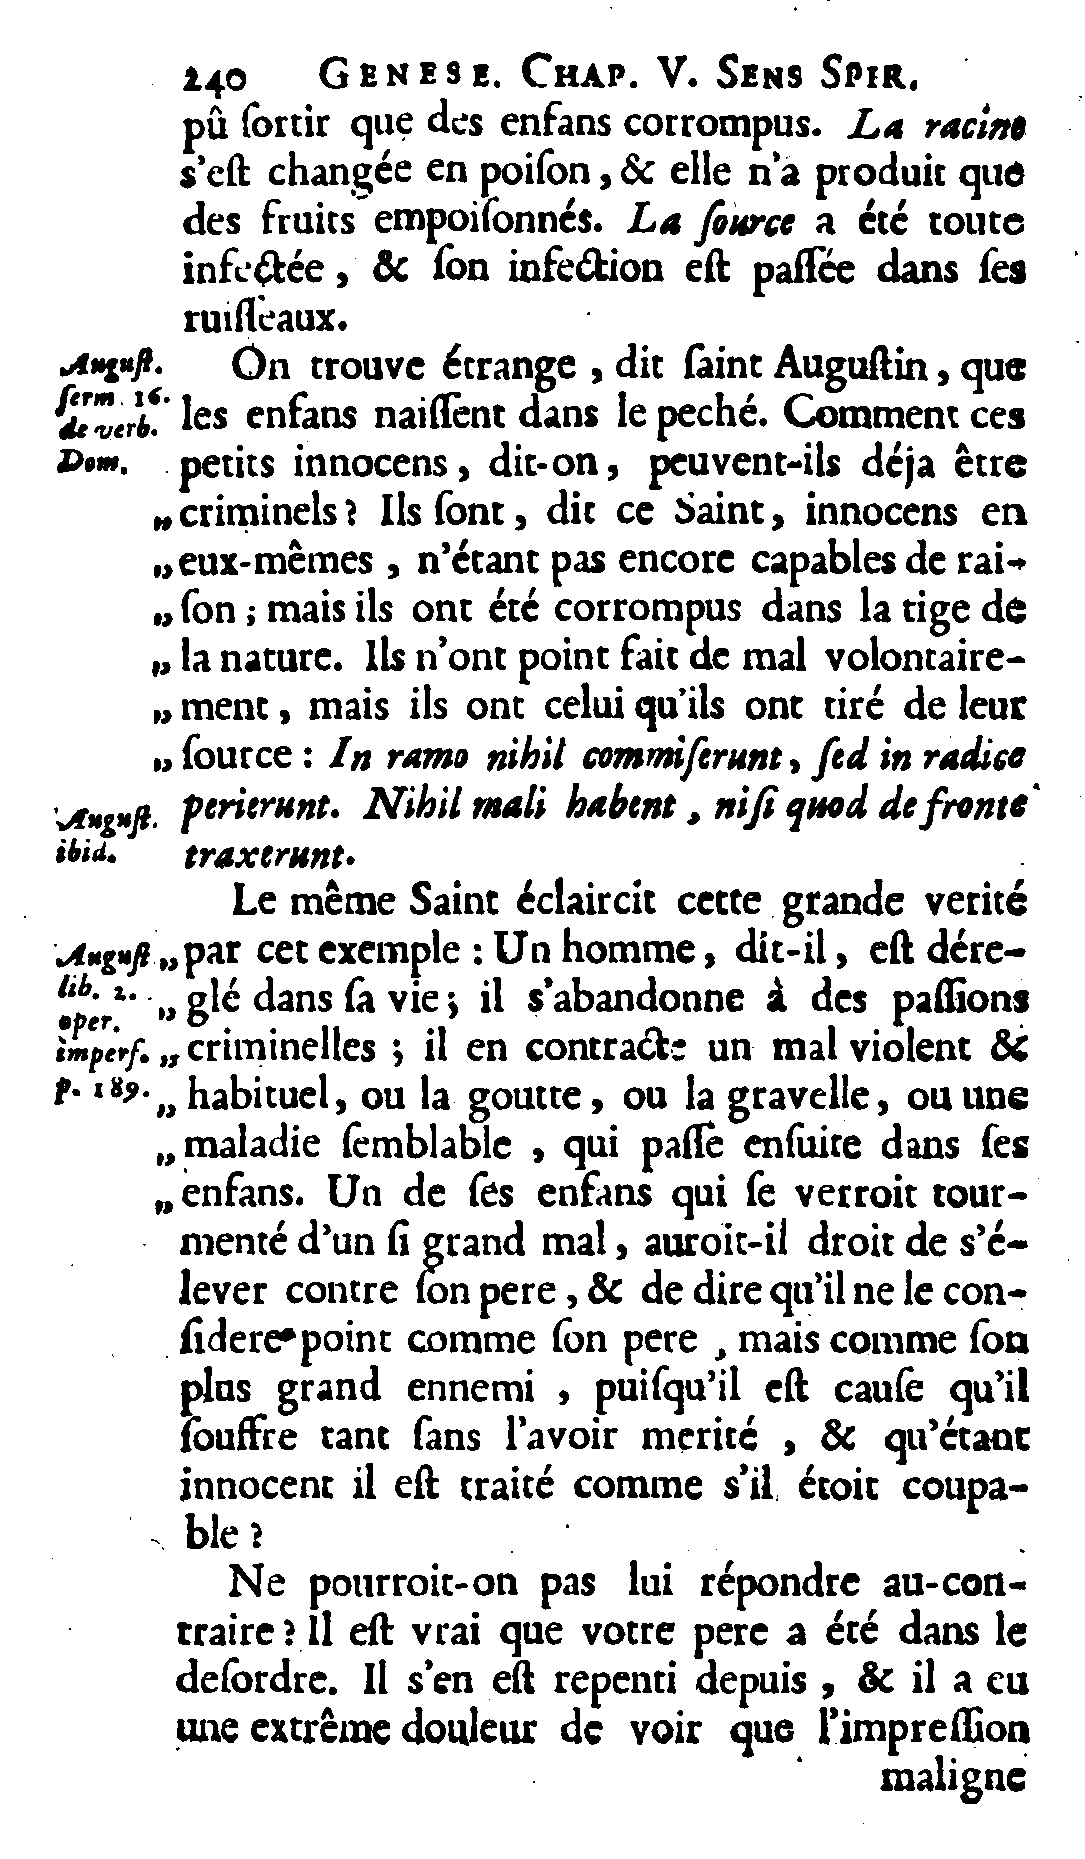 240 GENESE. CHAP. V. SENS SPIR.
pû ſortir que des enfans corrompus. La racine
s'eſt changée en poiſon, & elle n'a produit que
des fruits empoiſonnés. La ſource a été toute
infectée, & ſon infection eſt paſſée dans ſes
ruiſſeaux.
Auguſt.
ſerm. 16.
de verb.
Dom.
On trouve étrange, dit ſaint Auguſtin, que
les enfans naiſſent dans le peché. Comment ces
petits innocens, dit-on, peuvent-ils déja être
„criminels? Ils ſont, dit ce Saint, innocens en
„eux-mêmes, n'étant pas encore capables de rai-
„ſon; mais ils ont été corrompus dans la tige de
„la nature. Ils n'ont point fait de mal volontaire-
„ment, mais ils ont celui qu'ils ont tiré de leur
„ſource: In ramo nihil commiſerunt, ſed in radice
Auguſt.
ibid.
perierunt. Nihil mali habent, niſi quod de fronte
traxerunt.
Le même Saint éclaircit cette grande verité
Auguſt
lib. 2.
oper.
imperf.
p. 189.
„par cet exemple: Un homme, dit-il, eſt dére-
„glé dans ſa vie; il s'abandonne à des paſſions
„criminelles; il en contracte un mal violent &
„habituel, ou la goutte, ou la gravelle, ou une
„maladie ſemblable, qui paſſe enſuite dans ſes
„enfans. Un de ſes enfans qui ſe verroit tour-
menté d'un ſi grand mal, auroit-il droit de s'é-
lever contre ſon pere, & de dire qu'il ne le con-
ſidere point comme ſon pere, mais comme ſon
plus grand ennemi, puiſqu'il eſt cauſe qu'il
ſouffre tant ſans l'avoir merité, & qu'étant
innocent il eſt traité comme s'il étoit coupa-
ble?
Ne pourroit-on pas lui répondre au-con-
traire? Il eſt vrai que votre pere a été dans le
deſordre. Il s'en eſt repenti depuis, & il a eu
une extrême douleur de voir que l'impreſſion
maligne